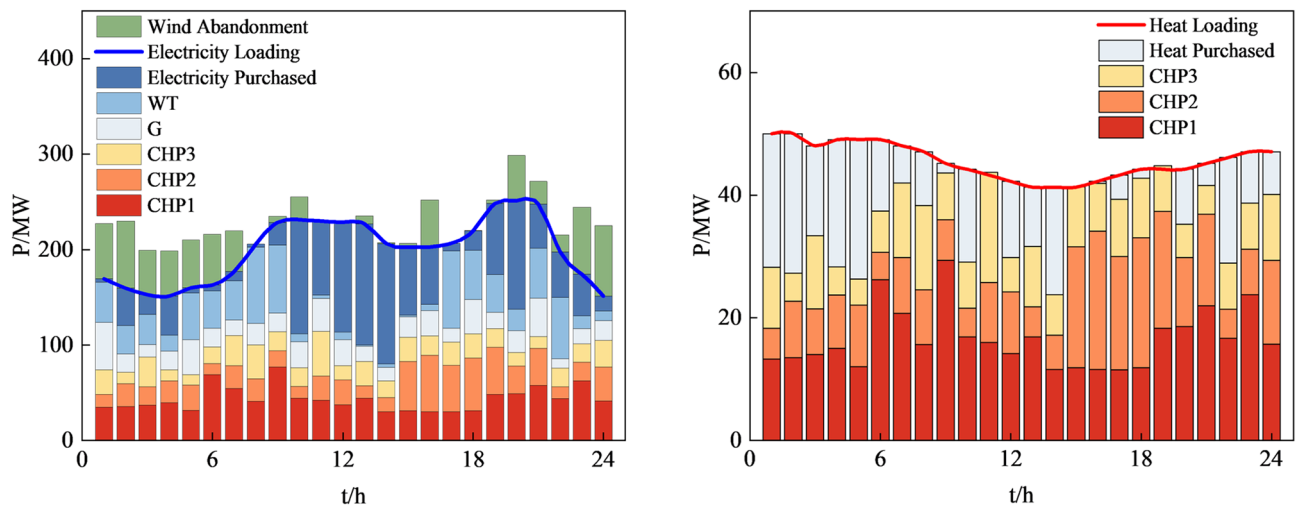 Wind Abandonment
Electricity Loading
Electricity Purchased
WT
G
CHP3
CHP2
CHP1
400
300
200
100
0
P/MW
0 6 12 18 24
t/h
Heat Loading
Heat Purchased
CHP3
CHP2
CHP1
60
40
20
0
P/MW
0 6 12 18 24
t/h